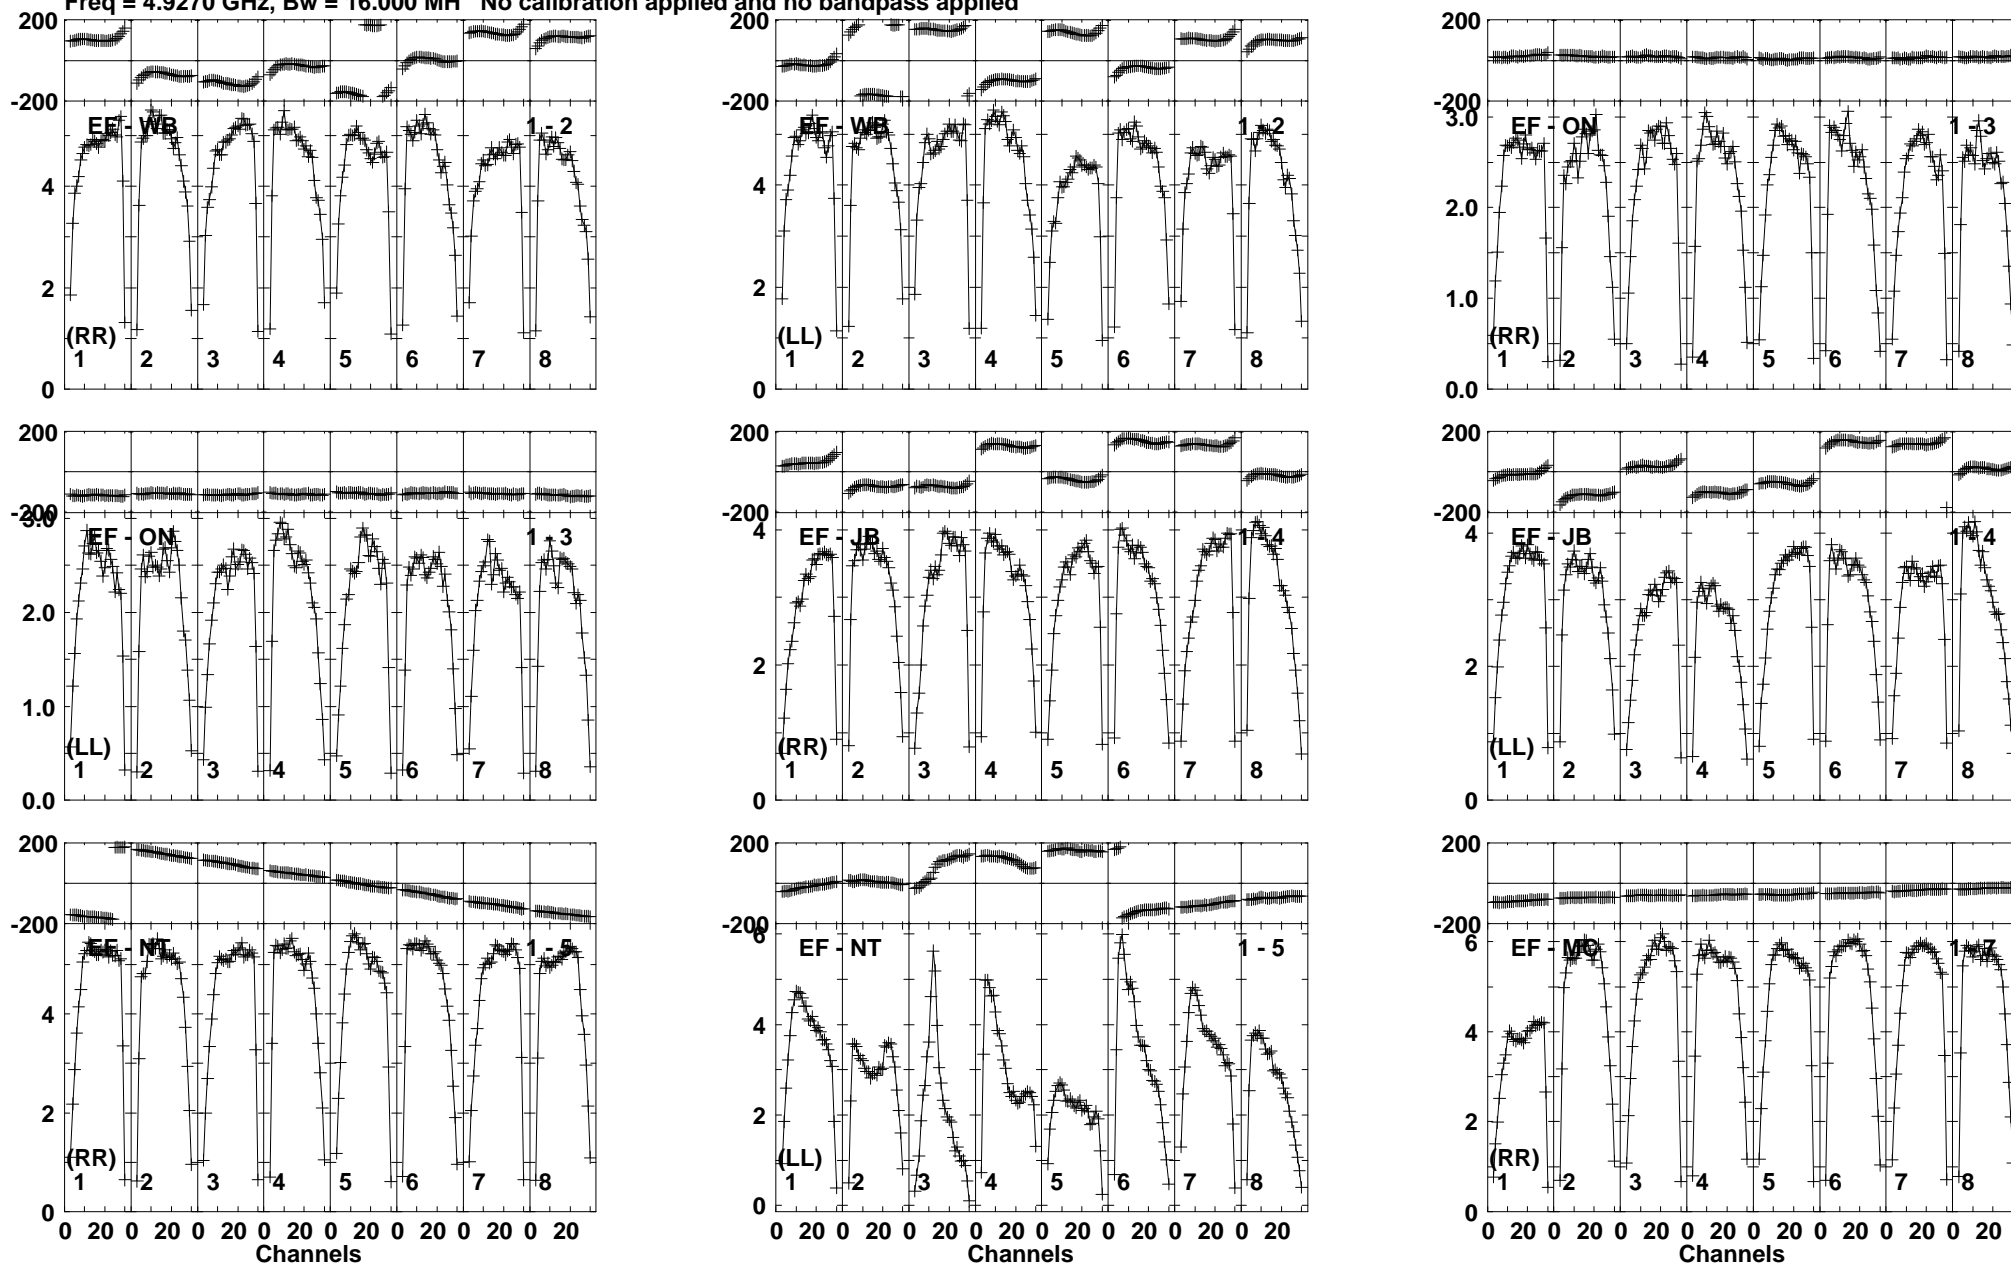 Freq = 4.9270 GHz, Bw = 16.000 MH No calibration applied and no bandpass applied
200 200 200
-200 -200 -200
EF - WB 1 - 2 EF - WB 1 - 2 EF - ON 1 - 3
3.0
4 4
2.0
2 2
1.0
(RR) (LL) (RR)
1 2 3 4 5 6 7 8 1 2 3 4 5 6 7 8 1 2 3 4 5 6 7 8
0 0 0.0
200 200 200
-200 -200 -200
3.0 4 4
EF - ON 1 - 3 EF - JB 1 - 4 EF - JB 1 - 4
2.0
2 2
1.0
(LL) (RR) (LL)
1 2 3 4 5 6 7 8 1 2 3 4 5 6 7 8 1 2 3 4 5 6 7 8
0.0 0 0
200 200 200
-200 -200 -200
6 6
EF - NT 1 - 5 EF - NT 1 - 5 EF - MC 1 - 7
4 4 4
2 2 2
(RR) (LL) (RR)
1 2 3 4 5 6 7 8 1 2 3 4 5 6 7 8 1 2 3 4 5 6 7 8
0 0 0
0 20 0 20 0 20 0 20 0 20 0 20 0 20 0 20 0 20 0 20 0 20 0 20 0 20 0 20 0 20 0 20 0 20 0 20 0 20 0 20 0 20 0 20 0 20 0 20
Channels Channels Channels